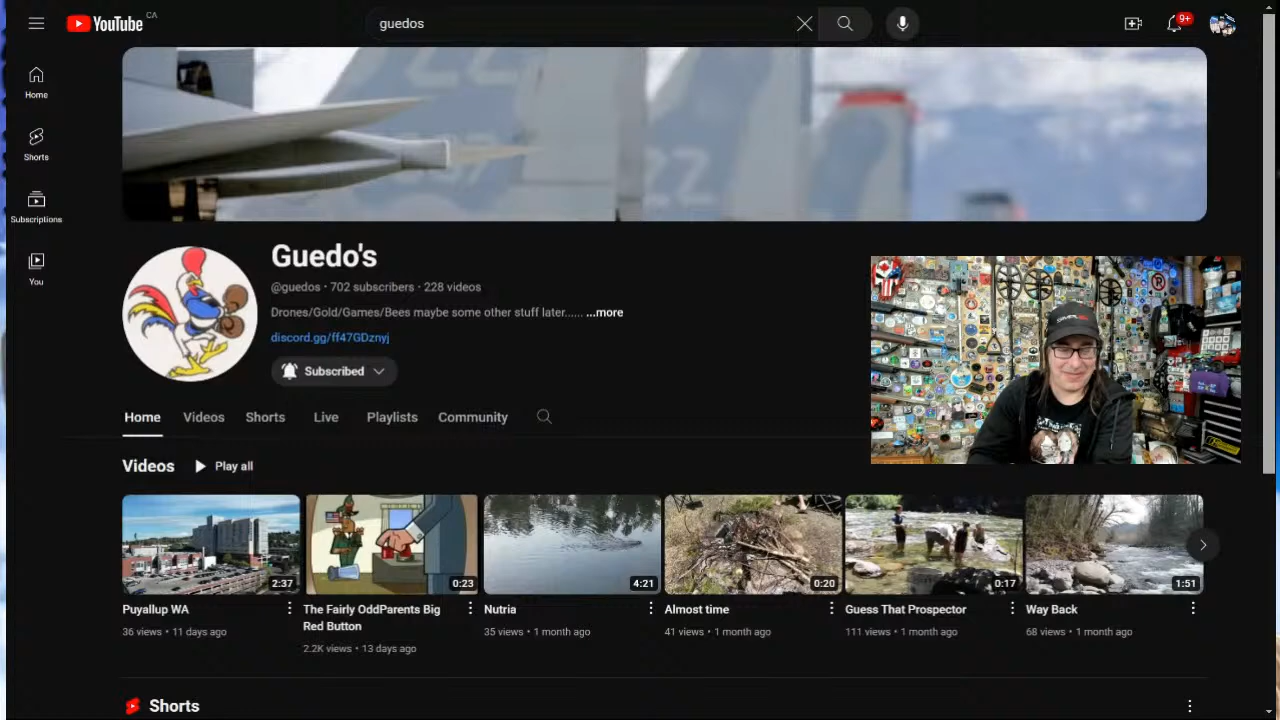 YouTube CA
guedos
9+
Home
Shorts
Subscriptions
You
22
22
Guedo's
@guedos • 702 subscribers • 228 videos
Drones/Gold/Games/Bees maybe some other stuff later...... ...more
discord.gg/ff47GDznyj
Subscribed
Home Videos Shorts Live Playlists Community
Videos Play all
2:37
0:23
4:21
0:20
0:17
1:51
Puyallup WA
36 views • 11 days ago
The Fairly OddParents Big
Red Button
2.2K views • 13 days ago
Nutria
35 views • 1 month ago
Almost time
41 views • 1 month ago
Guess That Prospector
111 views • 1 month ago
Way Back
68 views • 1 month ago
Shorts